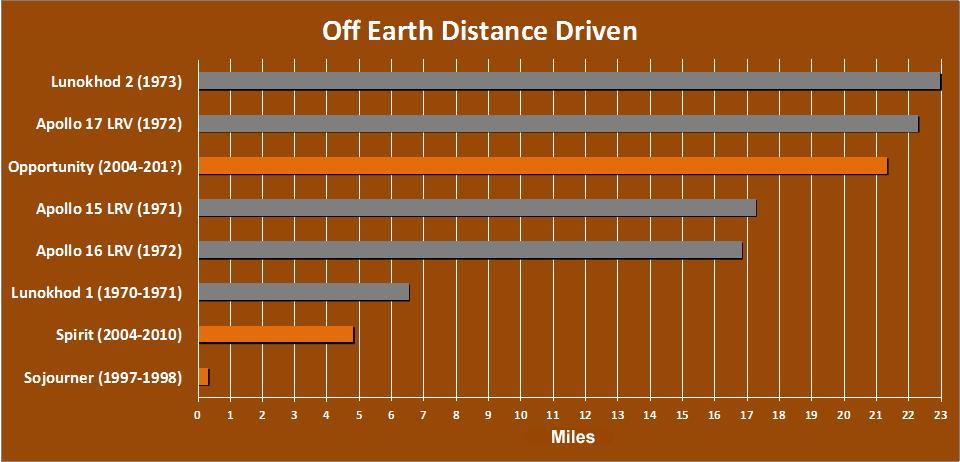 Off Earth Distance Driven
Lunokhod 2 (1973)
Apollo 17 LRV (1972)
Opportunity (2004-201?)
Apollo 15 LRV (1971)
Apollo 16 LRV (1972)
Lunokhod 1 (1970-1971)
Spirit (2004-2010)
Sojourner (1997-1998)
0 1 2 3 4 5 6 7 8 9 10 11 12 13 14 15 16 17 18 19 20 21 22 23
Miles